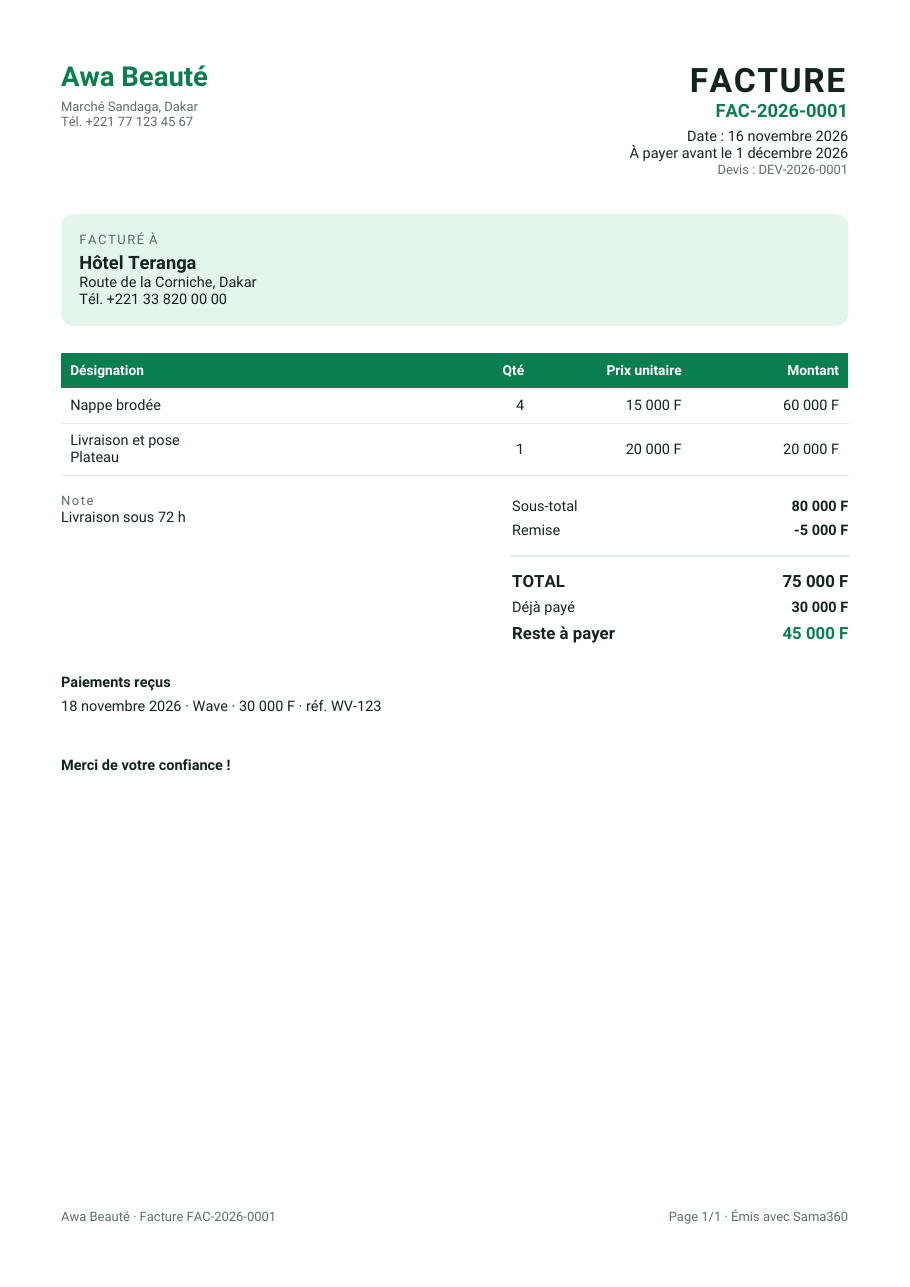 Awa Beauté
Marché Sandaga, Dakar
Tél. +221 77 123 45 67
FACTURE
FAC-2026-0001
Date : 16 novembre 2026
À payer avant le 1 décembre 2026
Devis : DEV-2026-0001
FACTURÉ À
Hôtel Teranga
Route de la Corniche, Dakar
Tél. +221 33 820 00 00
Désignation Qté Prix unitaire Montant
Nappe brodée 4 15 000 F 60 000 F
Livraison et pose
Plateau 1 20 000 F 20 000 F
Note
Livraison sous 72 h
Sous-total 80 000 F
Remise -5 000 F
TOTAL 75 000 F
Déjà payé 30 000 F
Reste à payer 45 000 F
Paiements reçus
18 novembre 2026 · Wave · 30 000 F · réf. WV-123
Merci de votre confiance !
Awa Beauté · Facture FAC-2026-0001 Page 1/1 · Émis avec Sama360